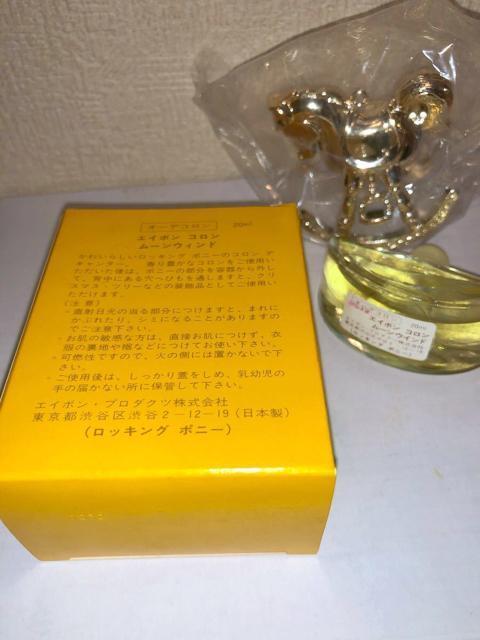 オーデコロン 20ml
エイボン コロン
ムーンウィンド
かわいらしいロッキング ポニーのコロン デ
キャンター。 香り豊かなコロンをご使用い
ただいた後は、ポニーの部分を容器から外し
て、背中にある穴へひもを通しますと、クリ
スマス・ツリーなどの装飾品としてご使用い
ただけます。
(注 意)
・直射日光の当る部分につけますと、まれに
かぶれたり、シミになることがありますの
でご注意下さい。
・お肌の敏感な方は、直接お肌につけず、衣
服の裏地や裾などにつけてお使い下さい。
・可燃性ですので、火の側には置かないで下
さい。
・ご使用後は、しっかり蓋をしめ、乳幼児の
手の届かない所に保管して下さい。
エイボン・プロダクツ株式会社
東京都渋谷区渋谷2-12-19 (日本製)
(ロッキング ポニー)
20ml
エイボン コロン
ムーンウィンド